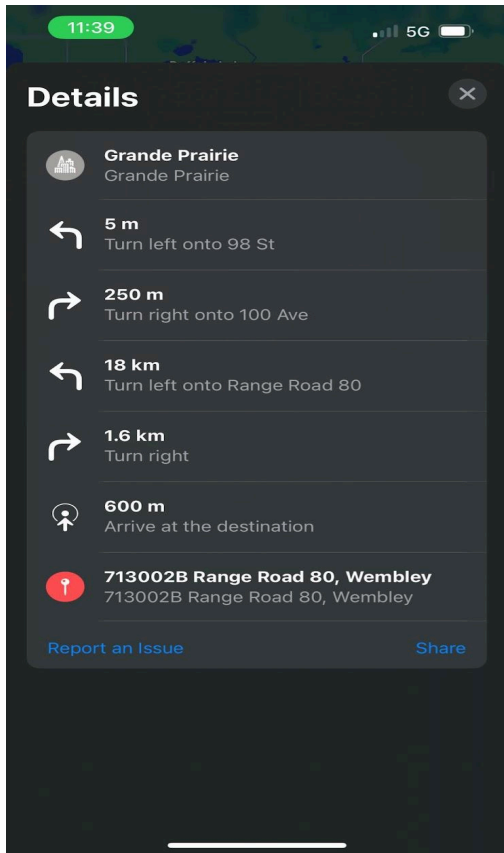 11:39
5G
Details
Grande Prairie
Grande Prairie
5 m
Turn left onto 98 St
250 m
Turn right onto 100 Ave
18 km
Turn left onto Range Road 80
1.6 km
Turn right
600 m
Arrive at the destination
713002B Range Road 80, Wembley
713002B Range Road 80, Wembley
Report an Issue
Share